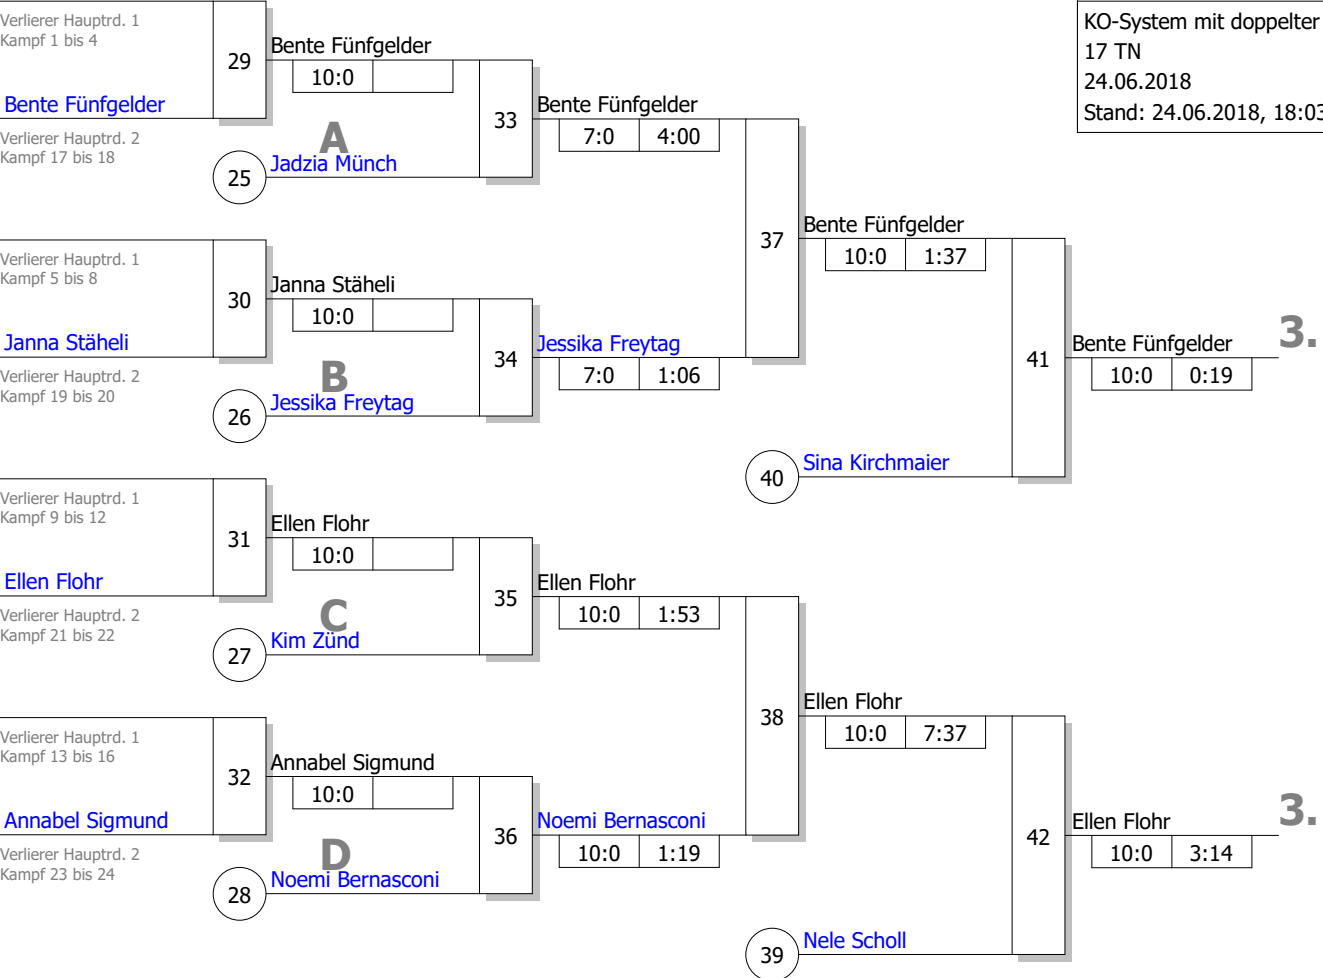 Verlierer Hauptrd. 1
Kampf 1 bis 4
29
Bente Fünfgelder
10:0
Bente Fünfgelder
Verlierer Hauptrd. 2
Kampf 17 bis 18
A
25
Jadzia Münch
33
Bente Fünfgelder
7:0 4:00
KO-System mit doppelter
17 TN
24.06.2018
Stand: 24.06.2018, 18:03
37
Bente Fünfgelder
10:0 1:37
Verlierer Hauptrd. 1
Kampf 5 bis 8
30
Janna Stäheli
10:0
Janna Stäheli
Verlierer Hauptrd. 2
Kampf 19 bis 20
B
26
Jessika Freytag
34
Jessika Freytag
7:0 1:06
41
Bente Fünfgelder
10:0 0:19
3.
40
Sina Kirchmaier
Verlierer Hauptrd. 1
Kampf 9 bis 12
31
Ellen Flohr
10:0
Ellen Flohr
Verlierer Hauptrd. 2
Kampf 21 bis 22
C
27
Kim Zünd
35
Ellen Flohr
10:0 1:53
38
Ellen Flohr
10:0 7:37
Verlierer Hauptrd. 1
Kampf 13 bis 16
32
Annabel Sigmund
10:0
Annabel Sigmund
Verlierer Hauptrd. 2
Kampf 23 bis 24
D
28
Noemi Bernasconi
36
Noemi Bernasconi
10:0 1:19
42
Ellen Flohr
10:0 3:14
3.
39
Nele Scholl